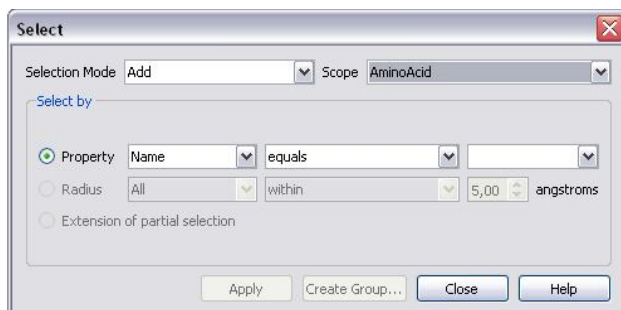 Select
Selection Mode Add Scope AminoAcid
Select by
Property Name equals
Radius All within 5,00 angstroms
Extension of partial selection
Apply Create Group... Close Help